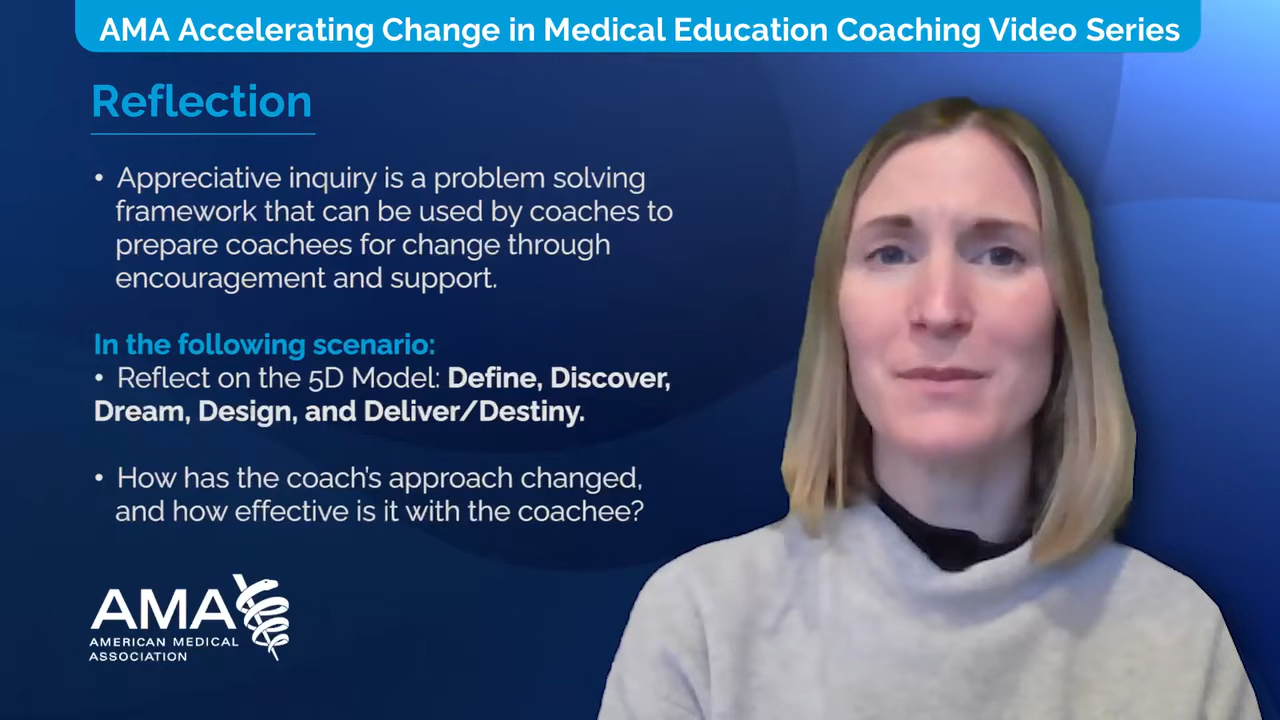 AMA Accelerating Change in Medical Education Coaching Video Series
Reflection
• Appreciative inquiry is a problem solving
framework that can be used by coaches to
prepare coachees for change through
encouragement and support.
In the following scenario:
• Reflect on the 5D Model: Define, Discover,
Dream, Design, and Deliver/Destiny.
• How has the coach's approach changed,
and how effective is it with the coachee?
AMA
AMERICAN MEDICAL
ASSOCIATION